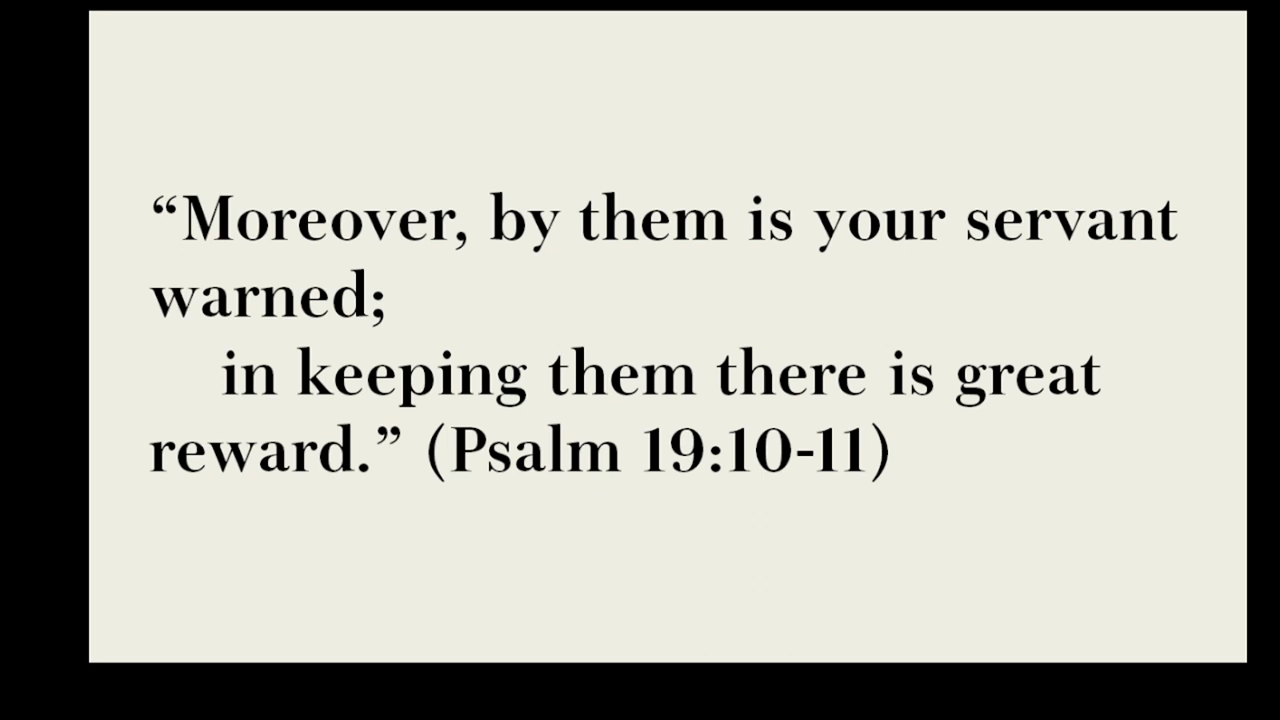 “Moreover, by them is your servant
warned;
in keeping them there is great
reward.” (Psalm 19:10-11)